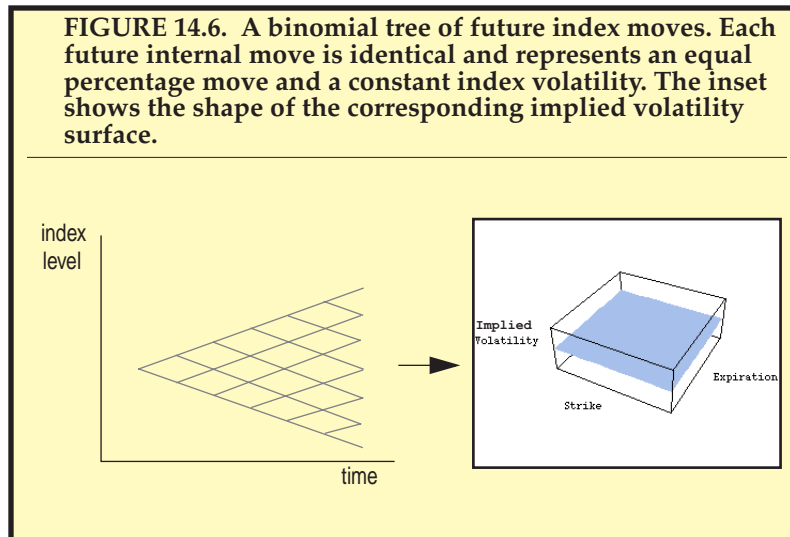 FIGURE 14.6. A binomial tree of future index moves. Each
future internal move is identical and represents an equal
percentage move and a constant index volatility. The inset
shows the shape of the corresponding implied volatility
surface.
index
level
time
Implied
Volatility
Expiration
Strike